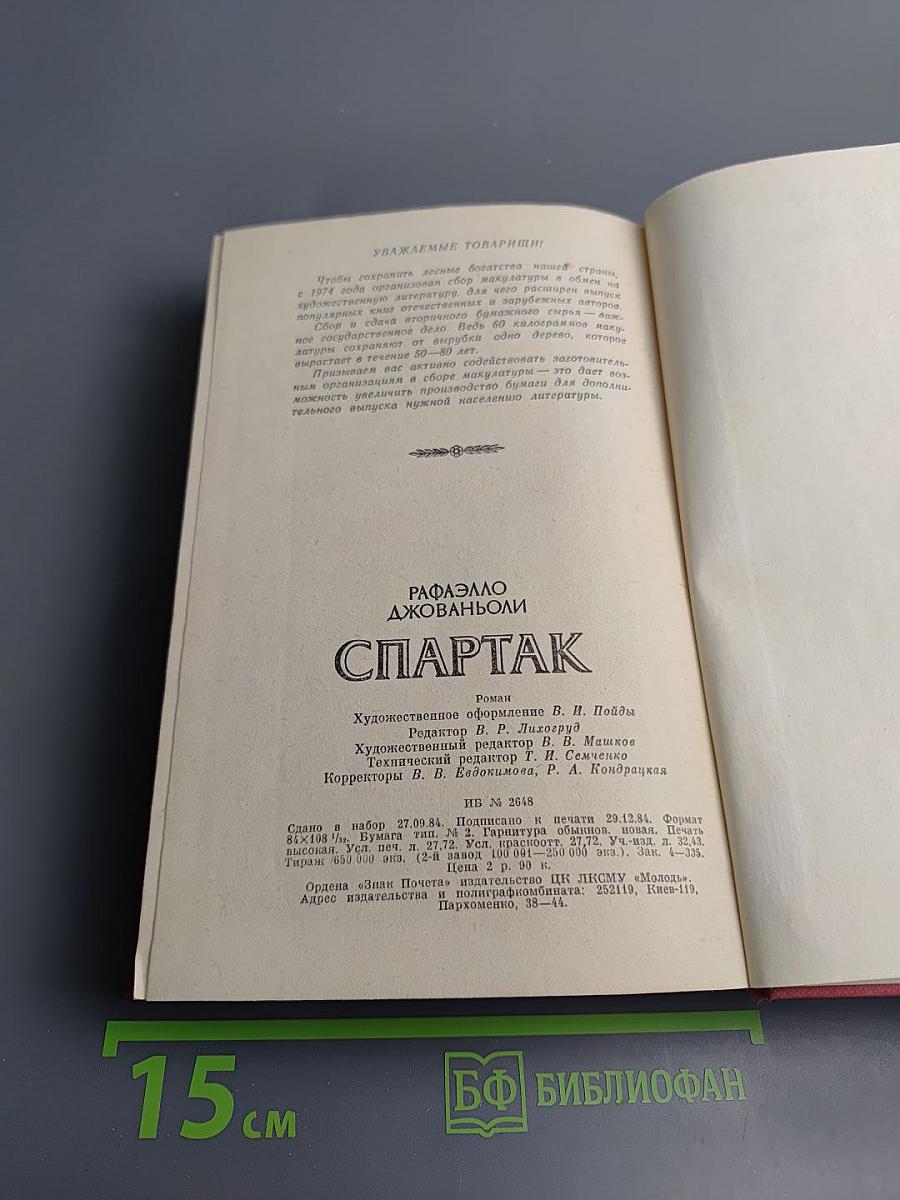 УВАЖАЕМЫЕ ТОВАРИЩИ!
Чтобы сохранить лесные богатства нашей страны,
с 1974 года организован сбор макулатуры в обмен на
художественную литературу, для чего расширен выпуск
популярных книг отечественных и зарубежных авторов.
Сбор и сдача вторичного бумажного сырья — важ-
ное государственное дело. Ведь 60 килограммов маку-
латуры сохраняют от вырубки одно дерево, которое
вырастает в течение 50—80 лет.
Призываем вас активно содействовать заготовитель-
ным организациям в сборе макулатуры — это дает воз-
можность увеличить производство бумаги для дополни-
тельного выпуска нужной населению литературы.
РАФАЭЛЛО
ДЖОВАНЬОЛИ
СПАРТАК
Роман
Художественное оформление В. И. Пойды
Редактор В. Р. Лихогруд
Художественный редактор В. В. Машков
Технический редактор Т. И. Семченко
Корректоры В. В. Евдокимова, Р. А. Кондрацкая
ИБ № 2648
Сдано в набор 27.09.84. Подписано к печати 29.12.84. Формат
84×108 1/32. Бумага тип. № 2. Гарнитура обыкнов. новая. Печать
высокая. Усл. печ. л. 27,72. Усл. краскоотт. 27,72. Уч.-изд. л. 32,43.
Тираж 650 000 экз. (2-й завод 100 001—250 000 экз.). Зак. 4—335.
Цена 2 р. 90 к.
Ордена «Знак Почета» издательство ЦК ЛКСМУ «Молодь».
Адрес издательства и полиграфкомбината: 252119, Киев-119,
Пархоменко, 38—44.
15 см
БФ БИБЛИОФАН